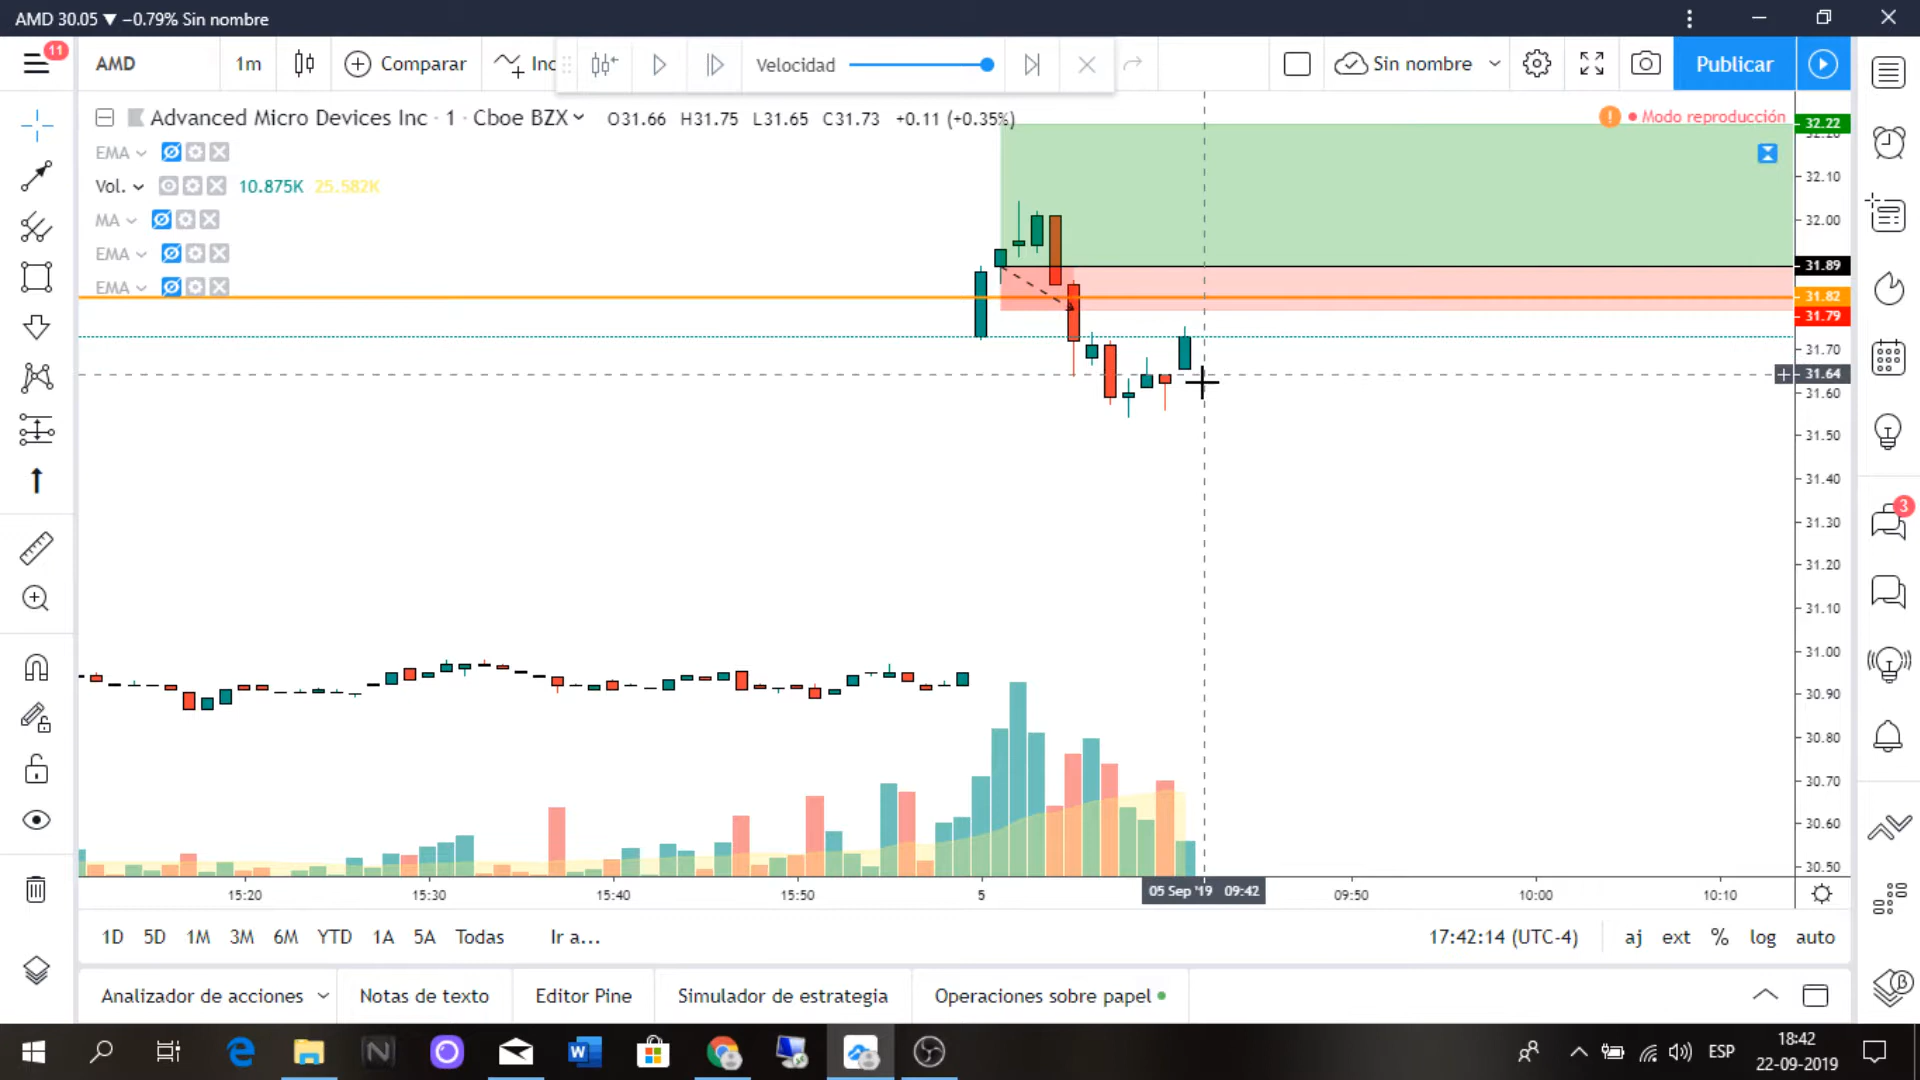 AMD 30.05 ▼ −0.79% Sin nombre
11
AMD
1m
Comparar
Inc
Velocidad
Sin nombre
Publicar
Advanced Micro Devices Inc · 1 · Cboe BZX
O31.66 H31.75 L31.65 C31.73 +0.11 (+0.35%)
Modo reproducción
EMA
Vol. 10.875K 25.582K
MA
EMA
EMA
32.22
32.10
32.00
31.89
31.82
31.79
31.70
31.64
31.60
31.50
31.40
31.30
31.20
31.10
31.00
30.90
30.80
30.70
30.60
30.50
3
15:20 15:30 15:40 15:50 5 05 Sep '19 09:42 09:50 10:00 10:10
1D 5D 1M 3M 6M YTD 1A 5A Todas Ir a...
17:42:14 (UTC-4) aj ext % log auto
Analizador de acciones Notas de texto Editor Pine Simulador de estrategia Operaciones sobre papel
ESP
18:42
22-09-2019